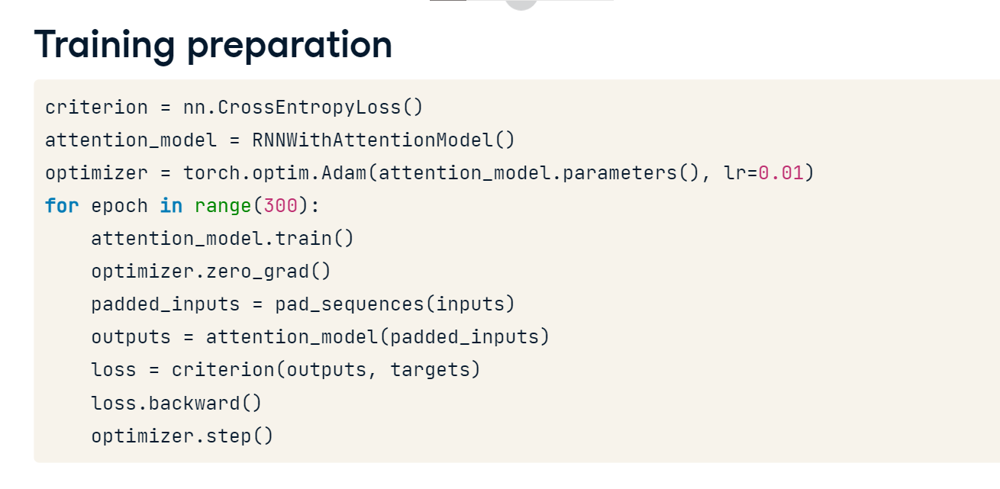 Training preparation
criterion = nn.CrossEntropyLoss()
attention_model = RNNWithAttentionModel()
optimizer = torch.optim.Adam(attention_model.parameters(), lr=0.01)
for epoch in range(300):
    attention_model.train()
    optimizer.zero_grad()
    padded_inputs = pad_sequences(inputs)
    outputs = attention_model(padded_inputs)
    loss = criterion(outputs, targets)
    loss.backward()
    optimizer.step()